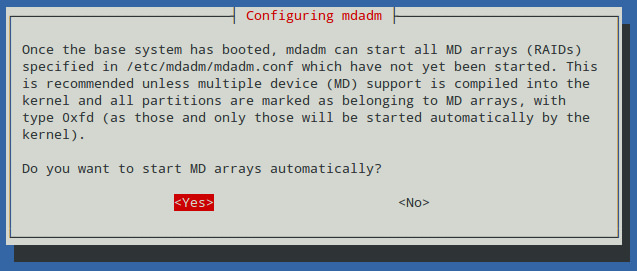 Configuring mdadm
Once the base system has booted, mdadm can start all MD arrays (RAIDs)
specified in /etc/mdadm/mdadm.conf which have not yet been started. This
is recommended unless multiple device (MD) support is compiled into the
kernel and all partitions are marked as belonging to MD arrays, with
type 0xfd (as those and only those will be started automatically by the
kernel).
Do you want to start MD arrays automatically?
<Yes> <No>